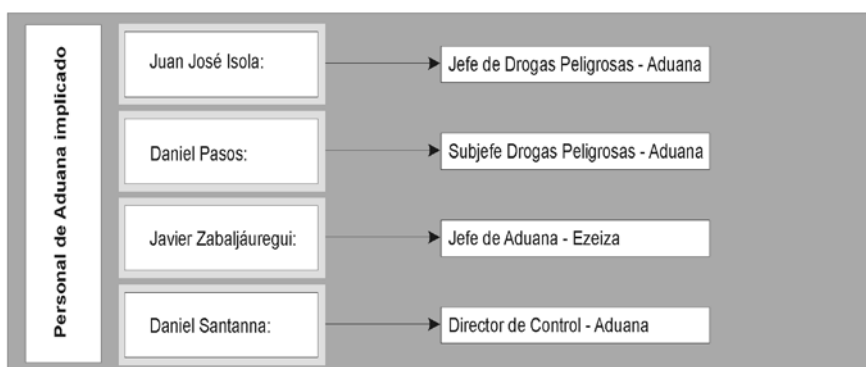 Personal de Aduana implicado
Juan José Isola:
Jefe de Drogas Peligrosas - Aduana
Daniel Pasos:
Subjefe Drogas Peligrosas - Aduana
Javier Zabaljáuregui:
Jefe de Aduana - Ezeiza
Daniel Santanna:
Director de Control - Aduana